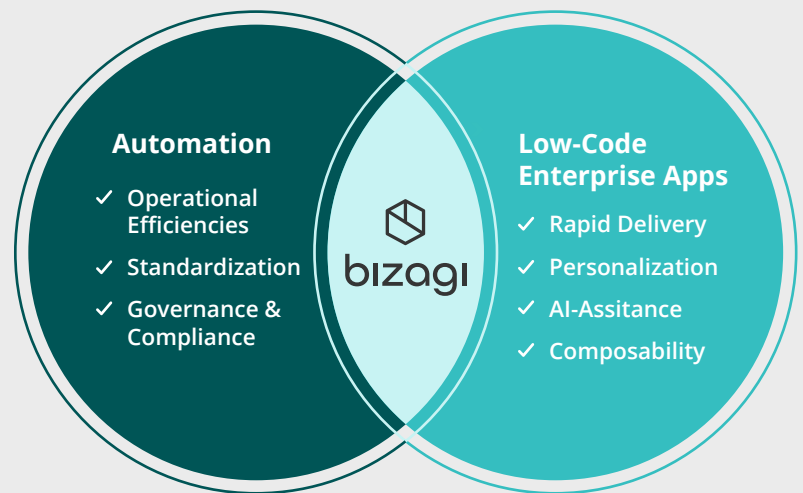 Automation
Operational
Efficiencies
Standardization
Governance &
Compliance
bizagi
Low-Code
Enterprise Apps
Rapid Delivery
Personalization
AI-Assitance
Composability